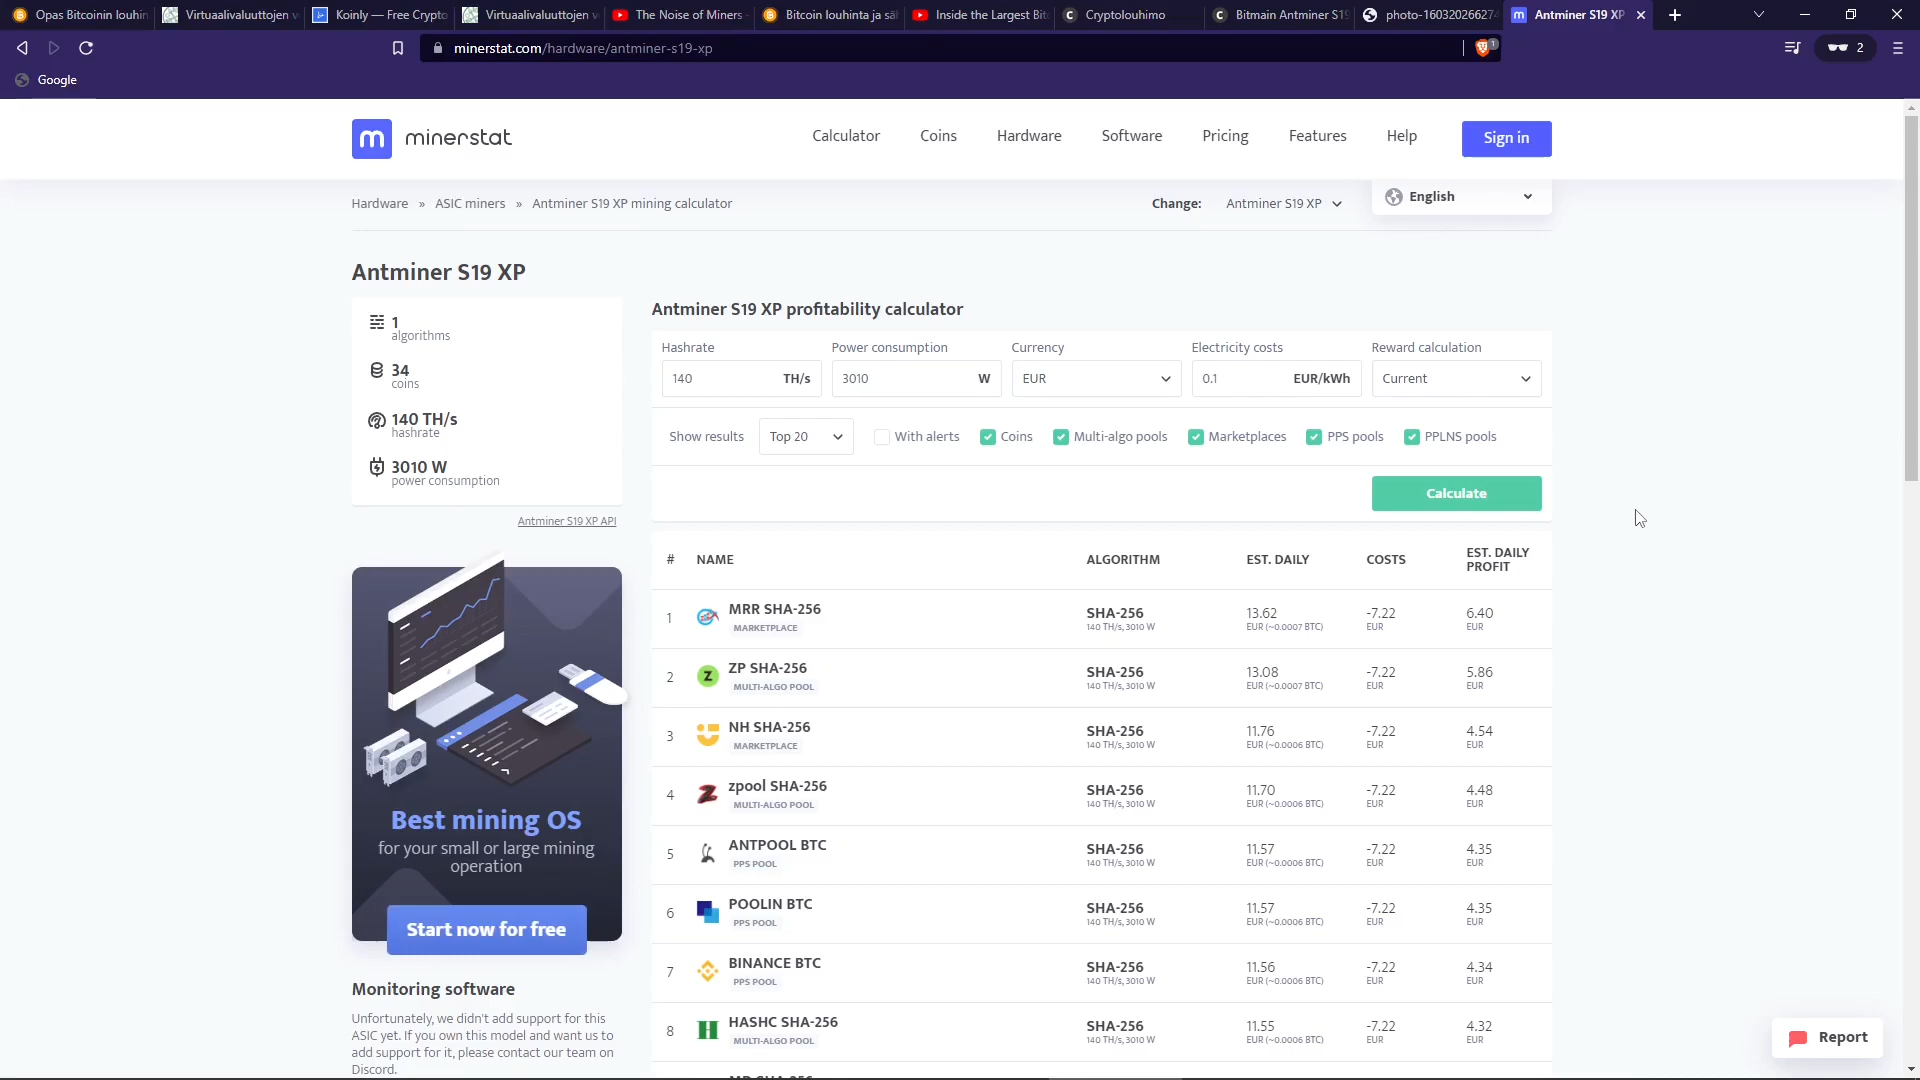 Opas Bitcoinin louhin
Virtuaalivaluuttojen v
Koinly — Free Crypto
Virtuaalivaluuttojen v
The Noise of Miners -
Bitcoin louhinta ja säh
Inside the Largest Bitc
Cryptolouhimo
Bitmain Antminer S19
photo-160320266274
Antminer S19 XP
minerstat.com/hardware/antminer-s19-xp
1
2
Google
m minerstat
Calculator Coins Hardware Software Pricing Features Help Sign in
Hardware » ASIC miners » Antminer S19 XP mining calculator
Change: Antminer S19 XP
English
Antminer S19 XP
1
algorithms
34
coins
140 TH/s
hashrate
3010 W
power consumption
Antminer S19 XP API
Best mining OS
for your small or large mining
operation
Start now for free
Monitoring software
Unfortunately, we didn't add support for this
ASIC yet. If you own this model and want us to
add support for it, please contact our team on
Discord.
Antminer S19 XP profitability calculator
Hashrate Power consumption Currency Electricity costs Reward calculation
140 TH/s 3010 W EUR 0.1 EUR/kWh Current
Show results Top 20 With alerts Coins Multi-algo pools Marketplaces PPS pools PPLNS pools
Calculate
# NAME ALGORITHM EST. DAILY COSTS EST. DAILY
PROFIT
1 MRR SHA-256 SHA-256 13.62 -7.22 6.40
MARKETPLACE 140 TH/s, 3010 W EUR (~0.0007 BTC) EUR EUR
2 ZP SHA-256 SHA-256 13.08 -7.22 5.86
MULTI-ALGO POOL 140 TH/s, 3010 W EUR (~0.0007 BTC) EUR EUR
3 NH SHA-256 SHA-256 11.76 -7.22 4.54
MARKETPLACE 140 TH/s, 3010 W EUR (~0.0006 BTC) EUR EUR
4 zpool SHA-256 SHA-256 11.70 -7.22 4.48
MULTI-ALGO POOL 140 TH/s, 3010 W EUR (~0.0006 BTC) EUR EUR
5 ANTPOOL BTC SHA-256 11.57 -7.22 4.35
PPS POOL 140 TH/s, 3010 W EUR (~0.0006 BTC) EUR EUR
6 POOLIN BTC SHA-256 11.57 -7.22 4.35
PPS POOL 140 TH/s, 3010 W EUR (~0.0006 BTC) EUR EUR
7 BINANCE BTC SHA-256 11.56 -7.22 4.34
PPS POOL 140 TH/s, 3010 W EUR (~0.0006 BTC) EUR EUR
8 HASHC SHA-256 SHA-256 11.55 -7.22 4.32
MULTI-ALGO POOL 140 TH/s, 3010 W EUR (~0.0006 BTC) EUR EUR
Report